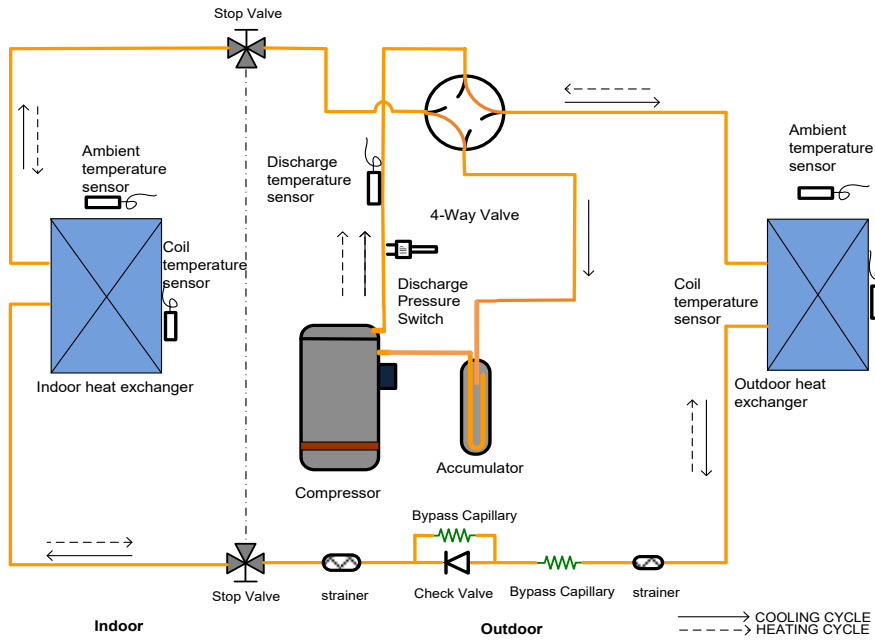 Stop Valve
Ambient
temperature
sensor
Discharge
temperature
sensor
Ambient
temperature
sensor
4-Way Valve
Coil
temperature
sensor
Discharge
Pressure
Switch
Coil
temperature
sensor
Indoor heat exchanger
Outdoor heat
exchanger
Accumulator
Compressor
Bypass Capillary
Stop Valve
strainer
Check Valve
Bypass Capillary
strainer
Indoor
Outdoor
COOLING CYCLE
HEATING CYCLE